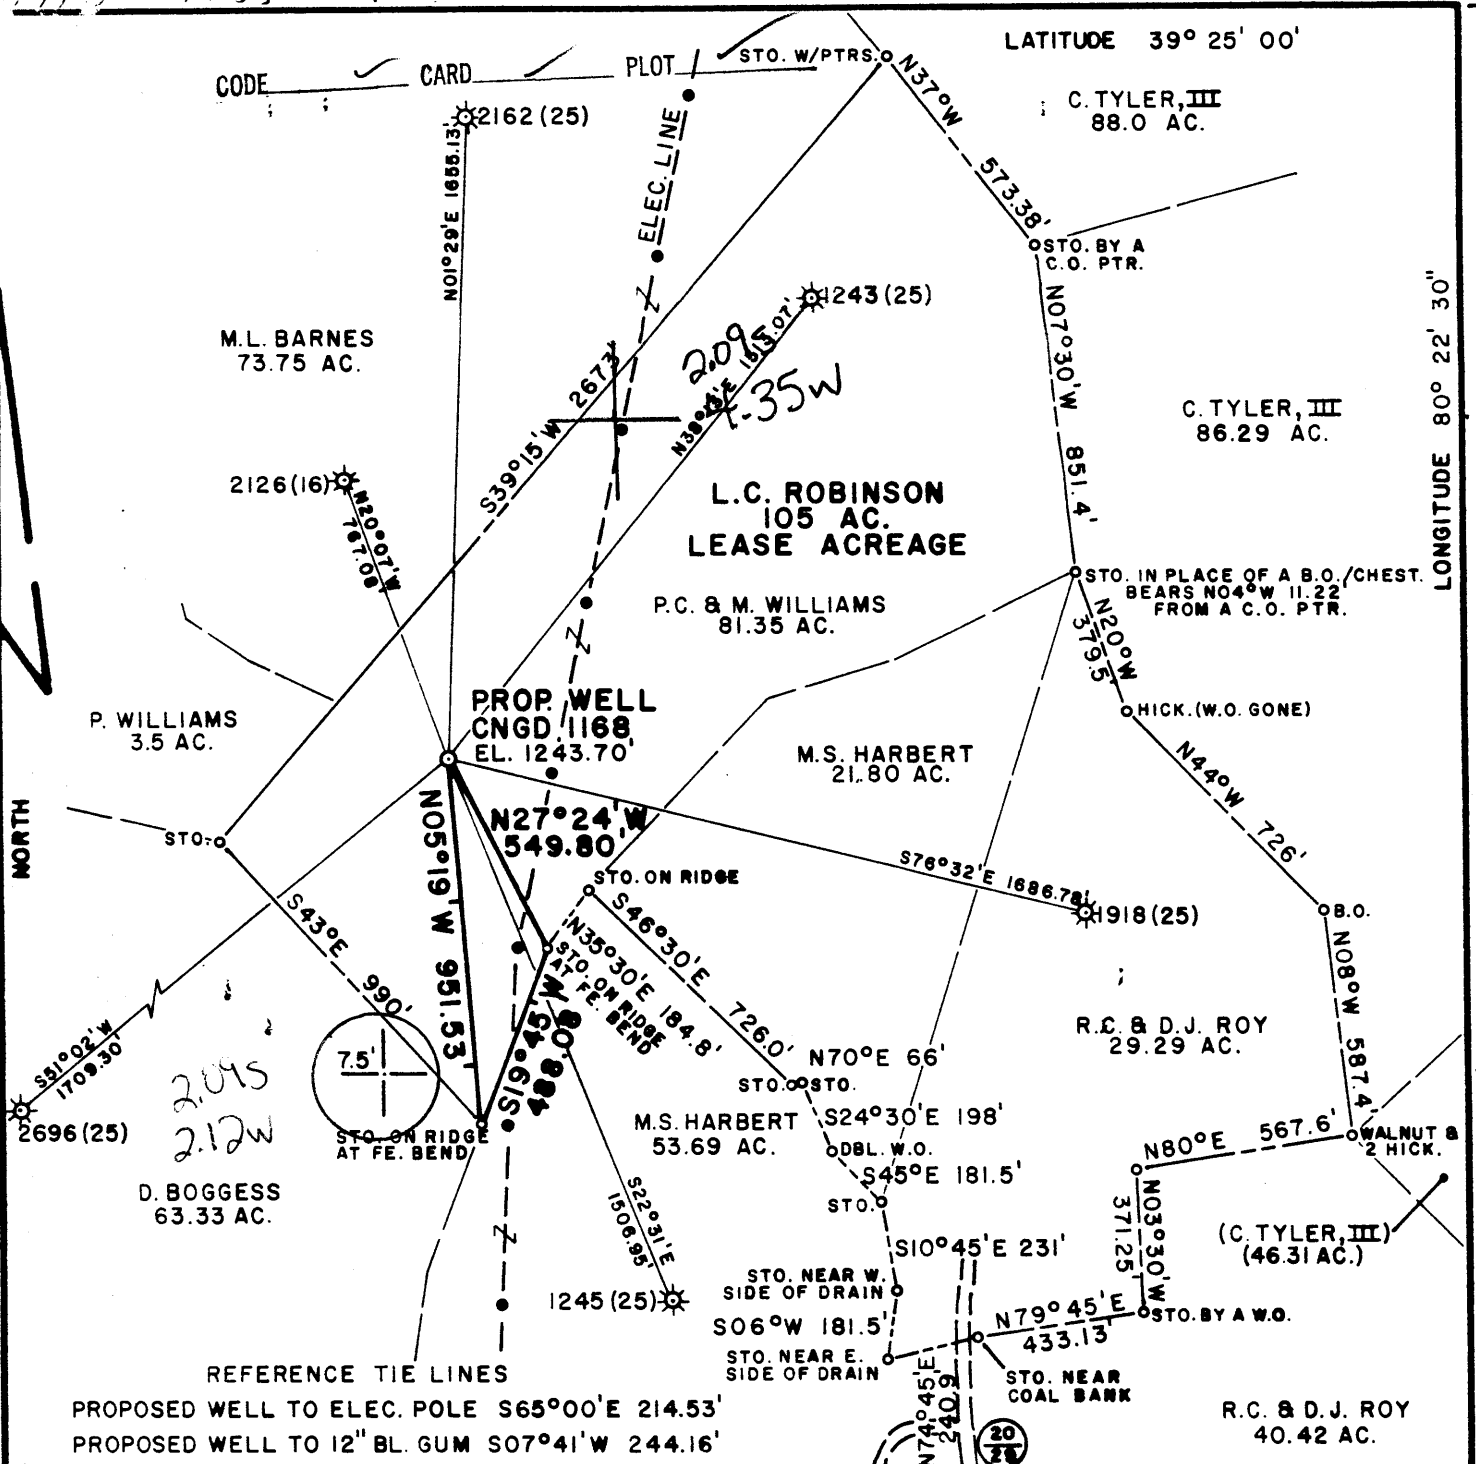 LATITUDE 39° 25' 00"
CODE CARD PLOT
STO. W/PTRS.
N37°W 573.38'
C. TYLER, III
88.0 AC.
2162 (25)
N01°29'E 1655.13'
ELEC. LINE
STO. BY A
C.O. PTR.
1243 (25)
LONGITUDE 80° 22' 30"
M.L. BARNES
73.75 AC.
2.09S
1.35W
S39°15'W 2673'
N07°30'W 851.4'
C. TYLER, III
86.29 AC.
2126 (16)
N20°07'W
767.08'
L.C. ROBINSON
105 AC.
LEASE ACREAGE
STO. IN PLACE OF A B.O./CHEST.
BEARS N04°W 11.22'
FROM A C.O. PTR.
P.C. & M. WILLIAMS
81.35 AC.
N20°W
379.5'
PROP. WELL
CNGD 1168
EL. 1243.70'
HICK. (W.O. GONE)
P. WILLIAMS
3.5 AC.
M.S. HARBERT
21.80 AC.
N44°W 726'
NORTH
STO.
N27°24'W
549.80'
N05°19'W 951.53'
S76°32'E 1686.78'
STO. ON RIDGE
1918 (25)
B.O.
S43°E 990'
S46°30'E 726.0'
N35°30'E 184.8'
STO. ON RIDGE
AT FE. BEND
N08°W 587.4'
S51°02'W
1709.30'
2696 (25)
2.09S
2.12W
7.5'
S19°45'W
488.08'
R.C. & D.J. ROY
29.29 AC.
N70°E 66'
STO. STO.
STO. ON RIDGE
AT FE. BEND
M.S. HARBERT
53.69 AC.
S24°30'E 198'
DBL. W.O.
S45°E 181.5'
STO.
N80°E 567.6'
WALNUT &
2 HICK.
D. BOGGESS
63.33 AC.
S22°31'E
1506.95'
N03°30'W
371.25'
(C. TYLER, III)
(46.31 AC.)
S10°45'E 231'
STO. NEAR W.
SIDE OF DRAIN
1245 (25)
S06°W 181.5'
N79°45'E
433.13'
STO. BY A W.O.
STO. NEAR E.
SIDE OF DRAIN
STO. NEAR
COAL BANK
N74°45'E
240.9
REFERENCE TIE LINES
PROPOSED WELL TO ELEC. POLE S65°00'E 214.53'
PROPOSED WELL TO 12" BL. GUM S07°41'W 244.16'
R.C. & D.J. ROY
40.42 AC.
20